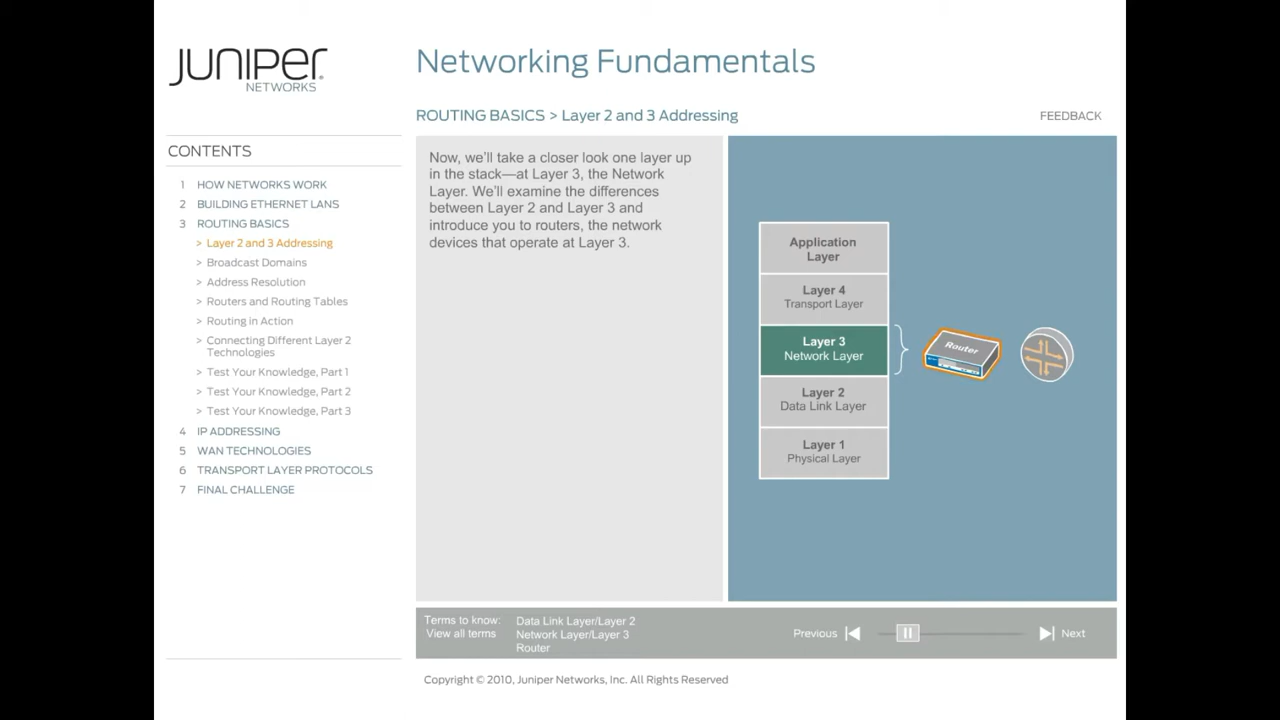 JUNIPER
NETWORKS
Networking Fundamentals
ROUTING BASICS > Layer 2 and 3 Addressing
FEEDBACK
CONTENTS
1 HOW NETWORKS WORK
2 BUILDING ETHERNET LANS
3 ROUTING BASICS
> Layer 2 and 3 Addressing
> Broadcast Domains
> Address Resolution
> Routers and Routing Tables
> Routing in Action
> Connecting Different Layer 2
Technologies
> Test Your Knowledge, Part 1
> Test Your Knowledge, Part 2
> Test Your Knowledge, Part 3
4 IP ADDRESSING
5 WAN TECHNOLOGIES
6 TRANSPORT LAYER PROTOCOLS
7 FINAL CHALLENGE
Now, we'll take a closer look one layer up
in the stack—at Layer 3, the Network
Layer. We'll examine the differences
between Layer 2 and Layer 3 and
introduce you to routers, the network
devices that operate at Layer 3.
Application
Layer
Layer 4
Transport Layer
Layer 3
Network Layer
Router
Layer 2
Data Link Layer
Layer 1
Physical Layer
Terms to know:
View all terms
Data Link Layer/Layer 2
Network Layer/Layer 3
Router
Previous
Next
Copyright © 2010, Juniper Networks, Inc. All Rights Reserved